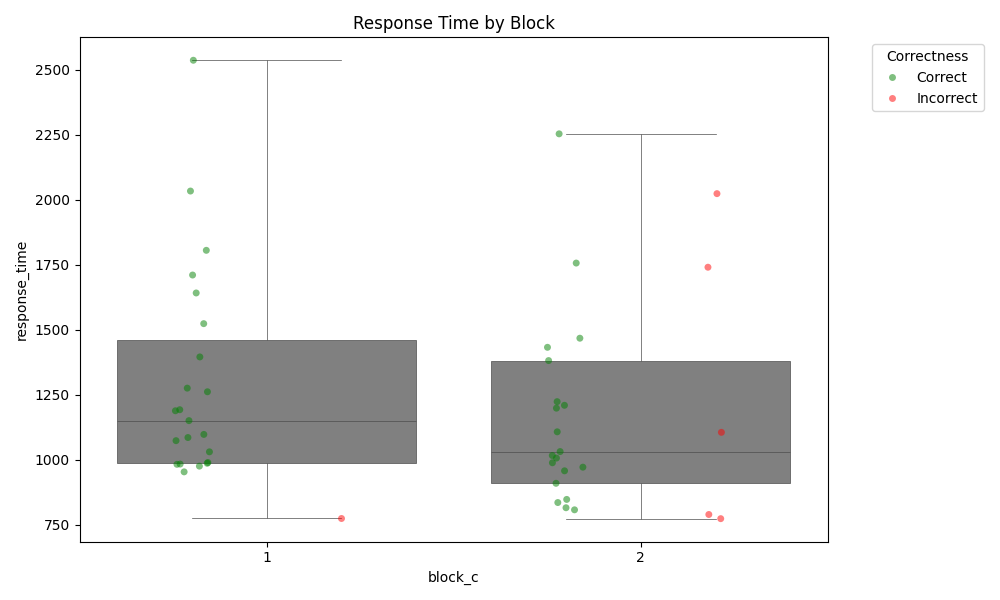 Response Time by Block
Correctness
Correct
Incorrect
response_time
2500
2250
2000
1750
1500
1250
1000
750
1
2
block_c